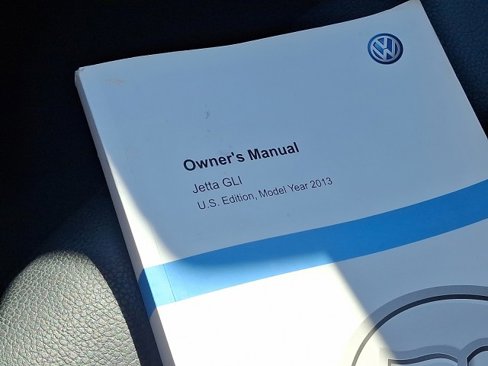 Owner's Manual
Jetta GLI
U.S. Edition, Model Year 2013